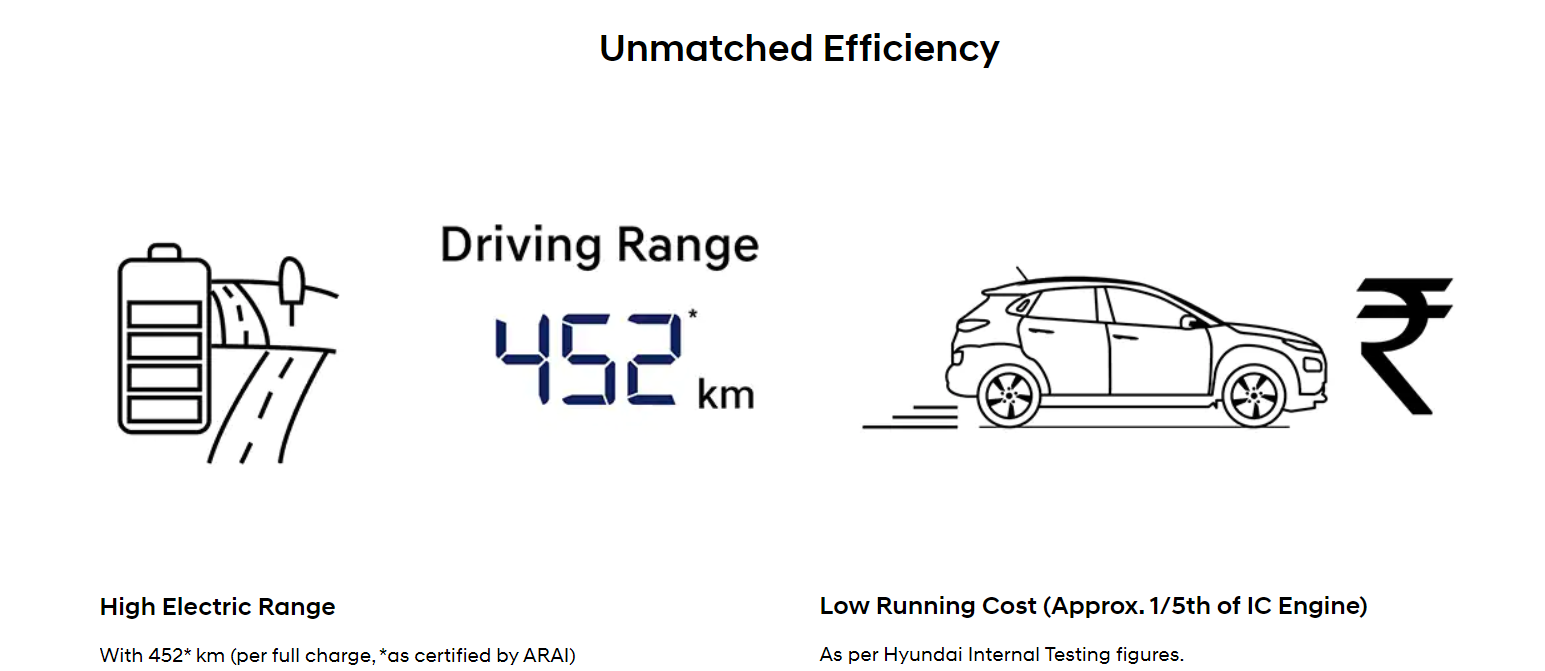 Unmatched Efficiency
Driving Range
452*
km
₹
High Electric Range
With 452* km (per full charge, *as certified by ARAI)
Low Running Cost (Approx. 1/5th of IC Engine)
As per Hyundai Internal Testing figures.